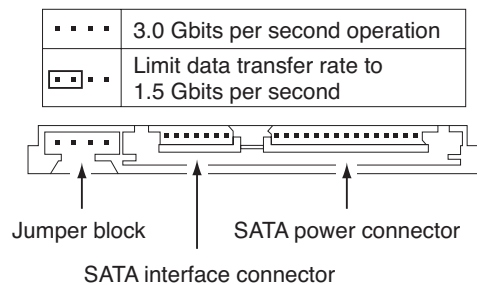 3.0 Gbits per second operation
Limit data transfer rate to
1.5 Gbits per second
Jumper block
SATA power connector
SATA interface connector